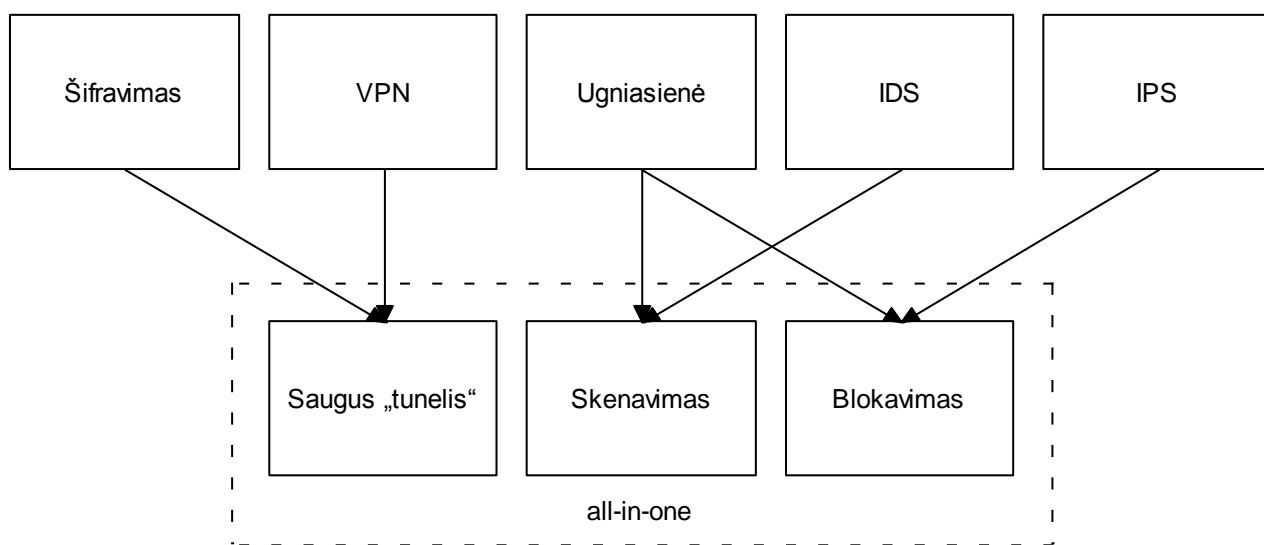 Šifravimas
VPN
Ugniasienė
IDS
IPS
Saugus „tunelis“
Skenavimas
Blokavimas
all-in-one